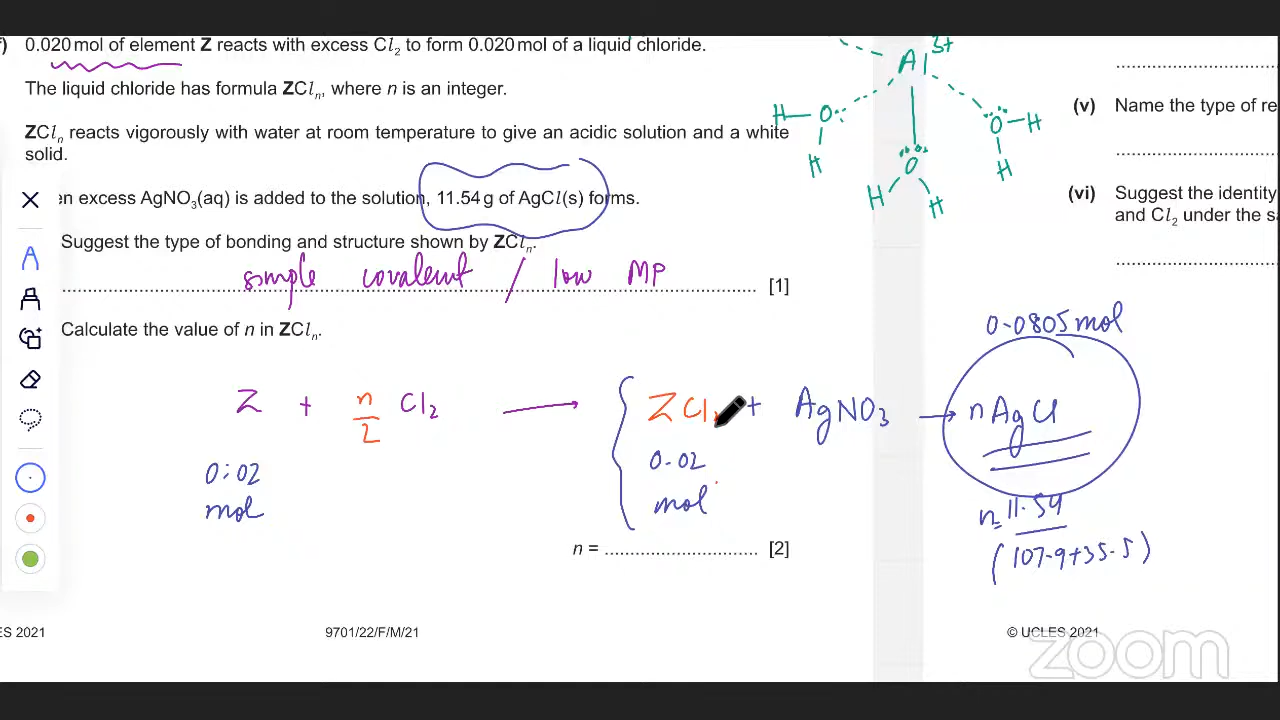 f) 0.020 mol of element Z reacts with excess Cl₂ to form 0.020 mol of a liquid chloride.
The liquid chloride has formula ZClₙ, where n is an integer.
ZClₙ reacts vigorously with water at room temperature to give an acidic solution and a white
solid.
en excess AgNO₃(aq) is added to the solution, 11.54 g of AgCl(s) forms.
Suggest the type of bonding and structure shown by ZClₙ.
simple covalent / low MP
[1]
Calculate the value of n in ZClₙ.
Z + n/2 Cl₂ → { ZCl + AgNO₃ → n AgCl
0.0805 mol
0.02 mol
0.02 mol
n = 11.54
(107.9+35.5)
n = .............................. [2]
ES 2021
9701/22/F/M/21
© UCLES 2021
zoom
Al 3+
H O H
H O H
H O H
(v) Name the type of re
(vi) Suggest the identity
and Cl₂ under the sa